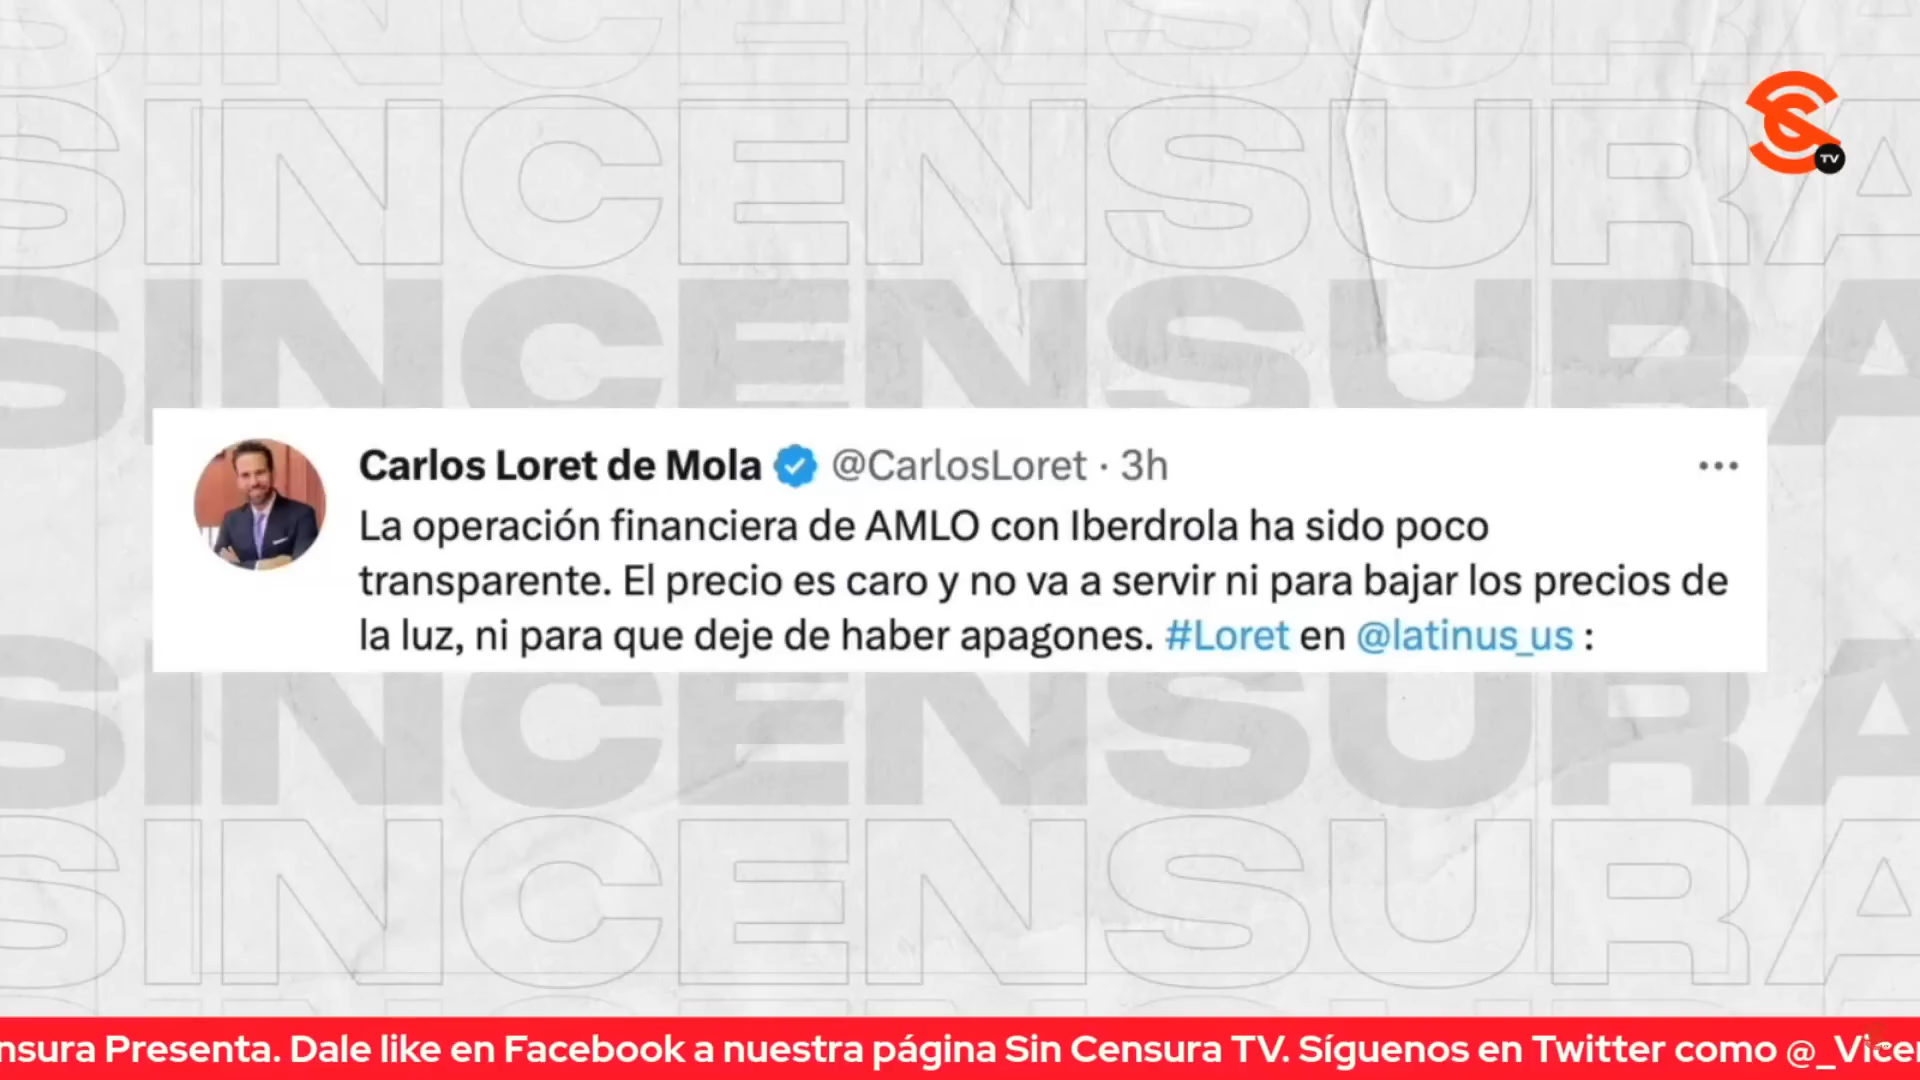 SINCENSURA
SINCENSURA
TV
SINCENSURA
Carlos Loret de Mola @CarlosLoret · 3h
La operación financiera de AMLO con Iberdrola ha sido poco
transparente. El precio es caro y no va a servir ni para bajar los precios de
la luz, ni para que deje de haber apagones. #Loret en @latinus_us :
SINCENSURA
SINCENSURA
nsura Presenta. Dale like en Facebook a nuestra página Sin Censura TV. Síguenos en Twitter como @_Vicen